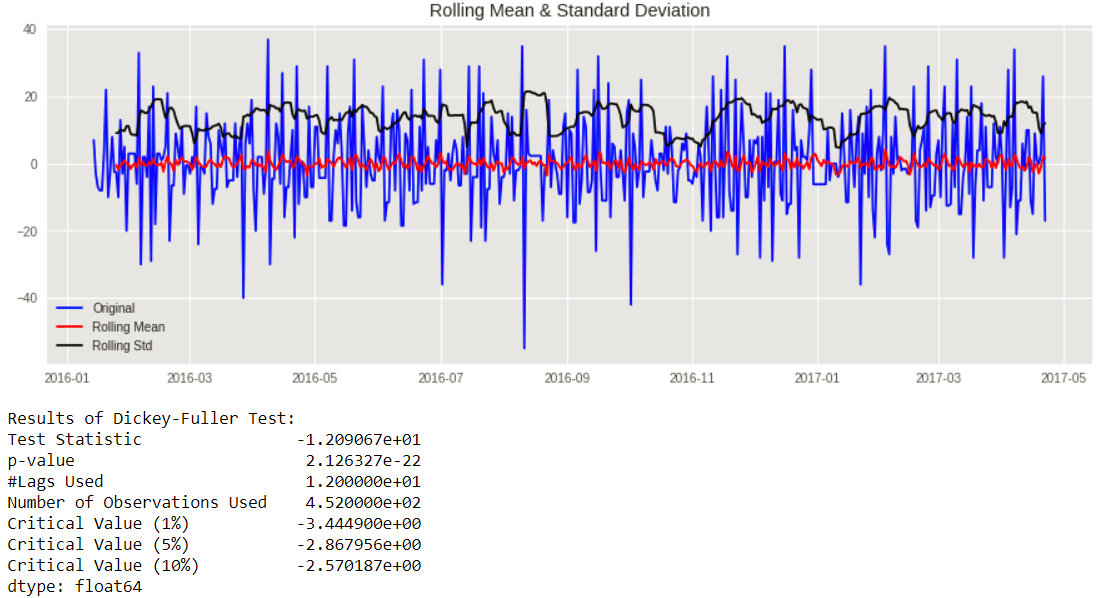 Rolling Mean & Standard Deviation
40
20
0
−20
−40
Original
Rolling Mean
Rolling Std
2016-01 2016-03 2016-05 2016-07 2016-09 2016-11 2017-01 2017-03 2017-05
Results of Dickey-Fuller Test:
Test Statistic -1.209067e+01
p-value 2.126327e-22
#Lags Used 1.200000e+01
Number of Observations Used 4.520000e+02
Critical Value (1%) -3.444900e+00
Critical Value (5%) -2.867956e+00
Critical Value (10%) -2.570187e+00
dtype: float64